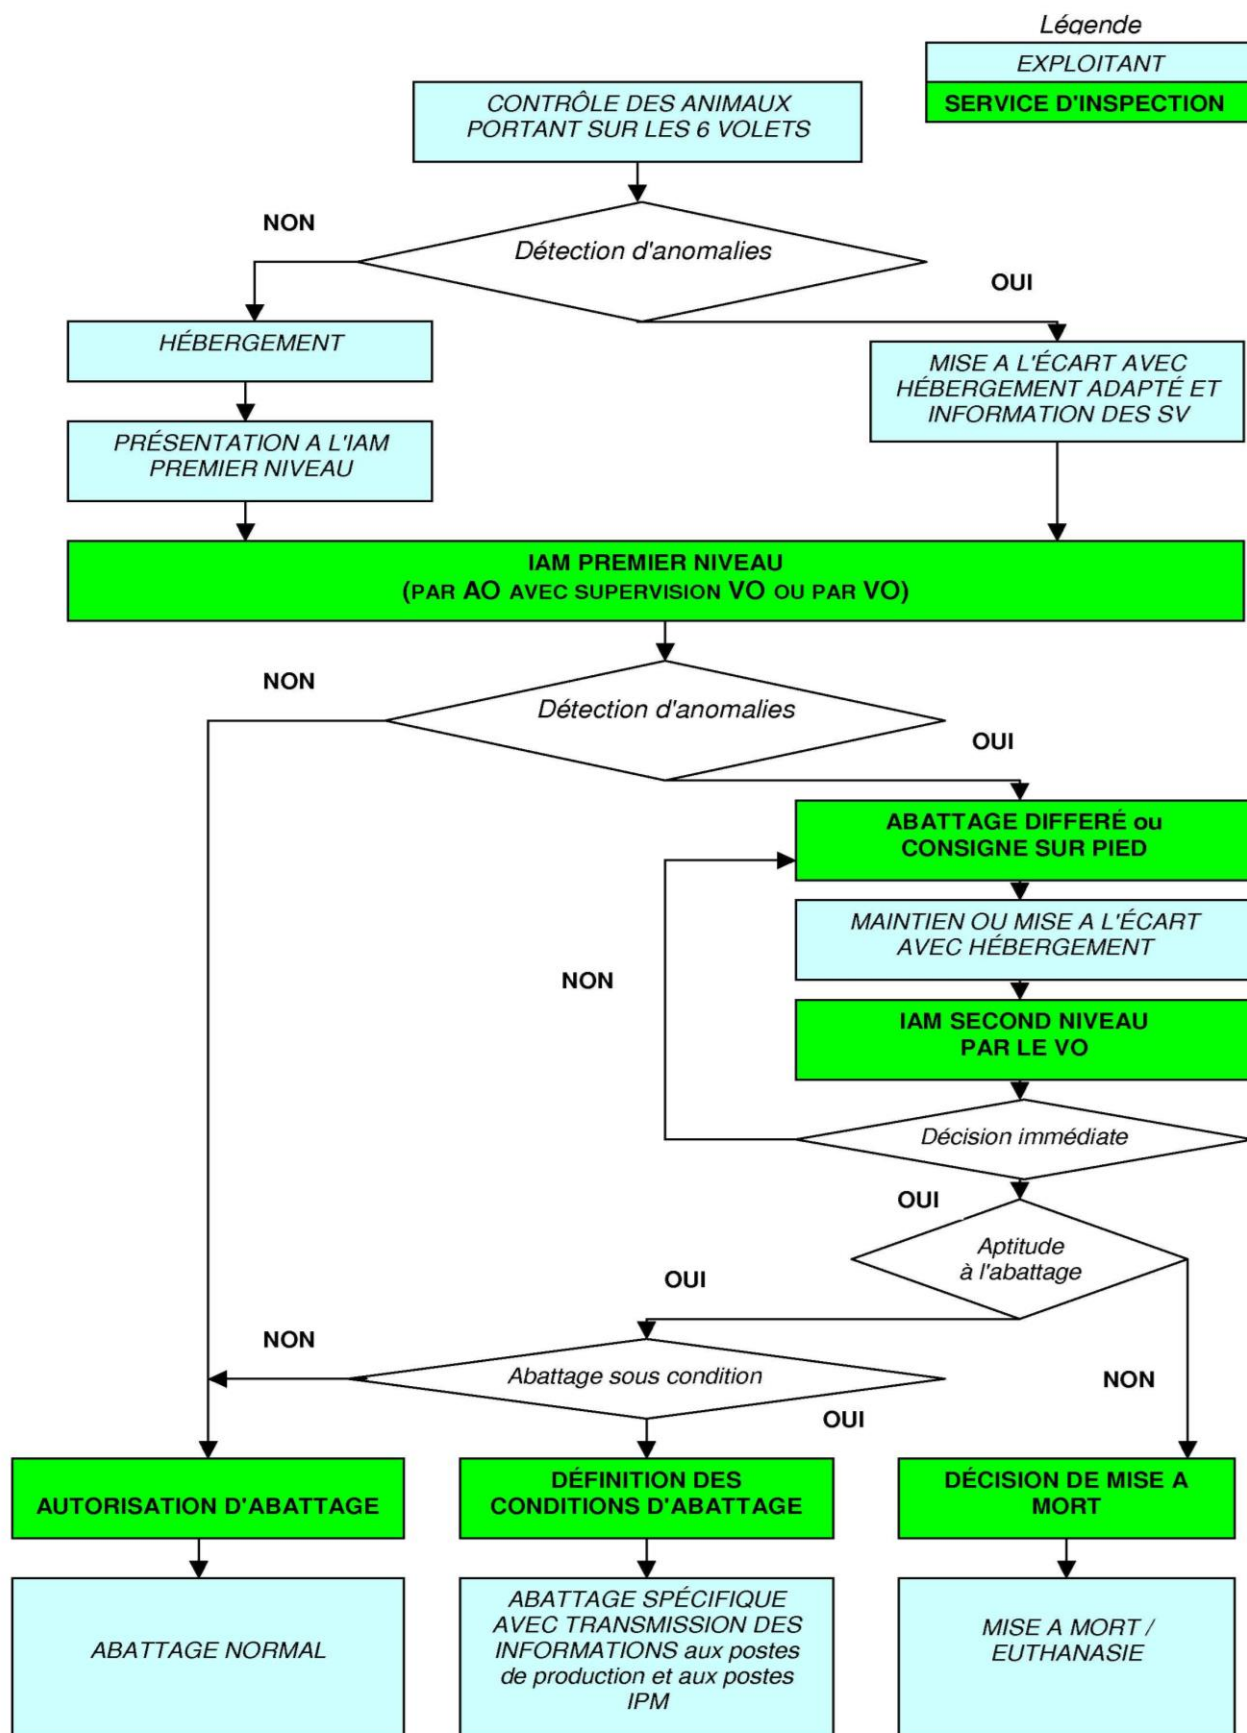 Légende
EXPLOITANT
SERVICE D'INSPECTION
CONTRÔLE DES ANIMAUX
PORTANT SUR LES 6 VOLETS
NON
Détection d'anomalies
OUI
HÉBERGEMENT
MISE A L'ÉCART AVEC
HÉBERGEMENT ADAPTÉ ET
INFORMATION DES SV
PRÉSENTATION A L'IAM
PREMIER NIVEAU
IAM PREMIER NIVEAU
(PAR AO AVEC SUPERVISION VO OU PAR VO)
NON
Détection d'anomalies
OUI
ABATTAGE DIFFERÉ ou
CONSIGNE SUR PIED
MAINTIEN OU MISE A L'ÉCART
AVEC HÉBERGEMENT
NON
IAM SECOND NIVEAU
PAR LE VO
Décision immédiate
OUI
Aptitude
à l'abattage
OUI
NON
Abattage sous condition
NON
OUI
AUTORISATION D'ABATTAGE
DÉFINITION DES
CONDITIONS D'ABATTAGE
DÉCISION DE MISE A
MORT
ABATTAGE NORMAL
ABATTAGE SPÉCIFIQUE
AVEC TRANSMISSION DES
INFORMATIONS aux postes
de production et aux postes
IPM
MISE A MORT /
EUTHANASIE